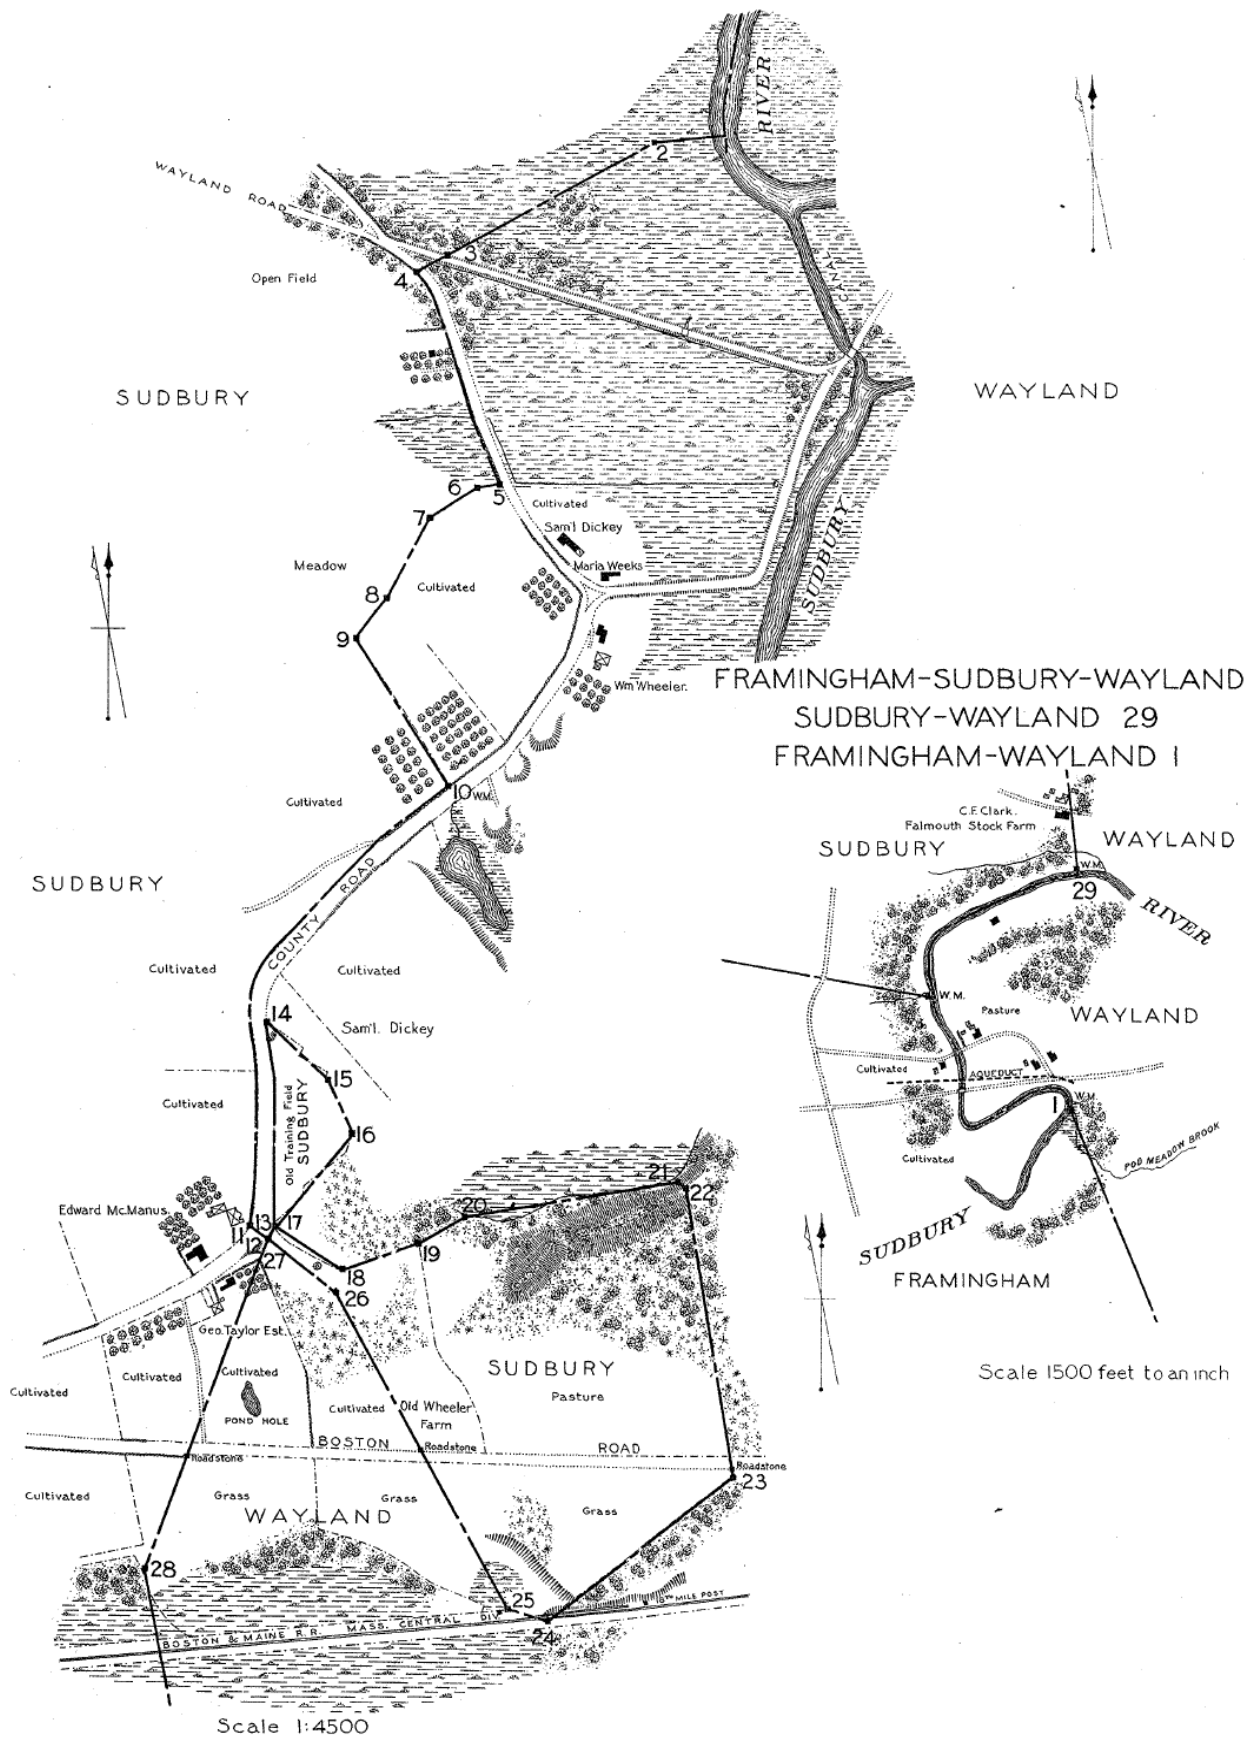 RIVER
2
WAYLAND ROAD
3
4
Open Field
CANAL
SUDBURY
WAYLAND
6
5
Cultivated
7
Sam'l Dickey
SUDBURY
Meadow
Maria Weeks
Cultivated
8
9
Wm Wheeler.
FRAMINGHAM-SUDBURY-WAYLAND
SUDBURY-WAYLAND 29
FRAMINGHAM-WAYLAND 1
10 W.M.
Cultivated
C.F. Clark.
Falmouth Stock Farm
SUDBURY
WAYLAND
W.M.
29
RIVER
SUDBURY
COUNTY ROAD
Cultivated
Cultivated
W.M.
Pasture
WAYLAND
14
Sam'l. Dickey
Cultivated
AQUEDUCT
15
Cultivated
Old Training Field
SUDBURY
1
W.M.
16
Cultivated
POD MEADOW BROOK
SUDBURY
FRAMINGHAM
21
22
Edward McManus
20
11
13
17
12
19
27
18
26
Geo. Taylor Est.
SUDBURY
Scale 1500 feet to an inch
Cultivated
Cultivated
Cultivated
Pasture
POND HOLE
Cultivated
Old Wheeler
Farm
BOSTON ROAD
Roadstone
Roadstone
Roadstone
23
Cultivated
Grass
Grass
Grass
WAYLAND
28
25
24
MILE POST
BOSTON & MAINE R.R. MASS. CENTRAL DIV.
Scale 1:4500